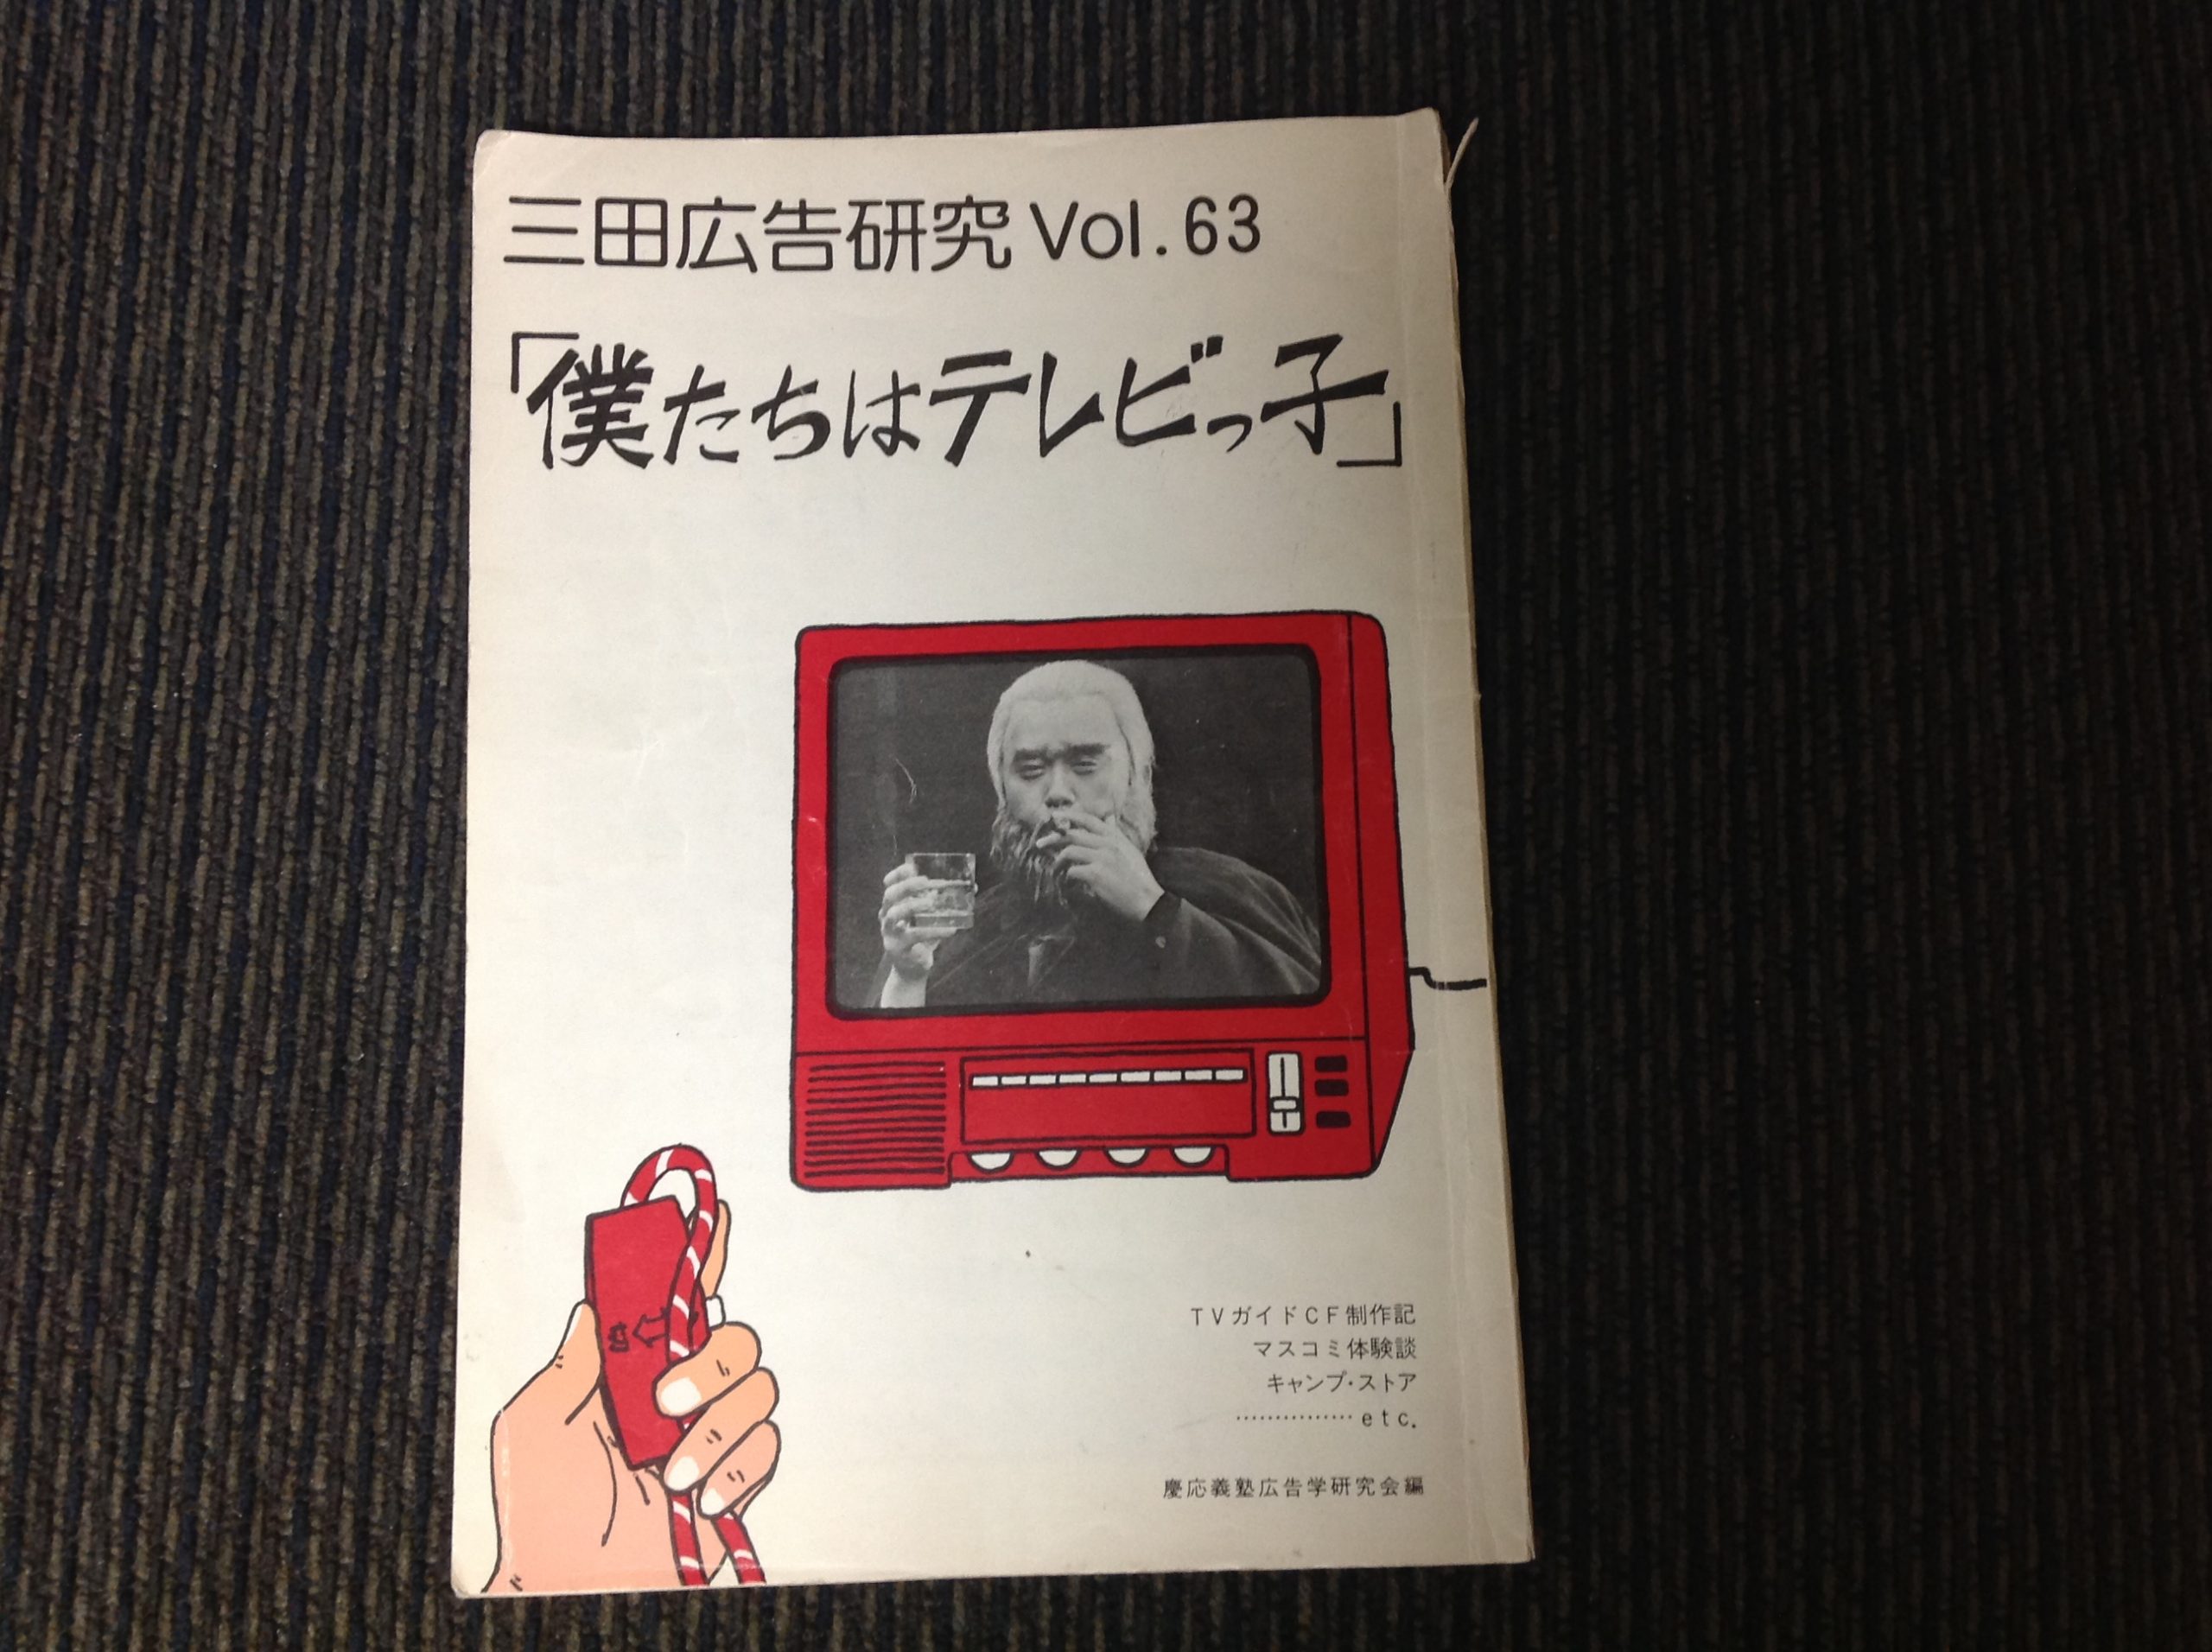 三田広告研究 Vol. 63
「僕たちはテレビっ子」
TVガイドCF制作記
マスコミ体験談
キャンプ・ストア
……………etc.
慶応義塾広告学研究会編